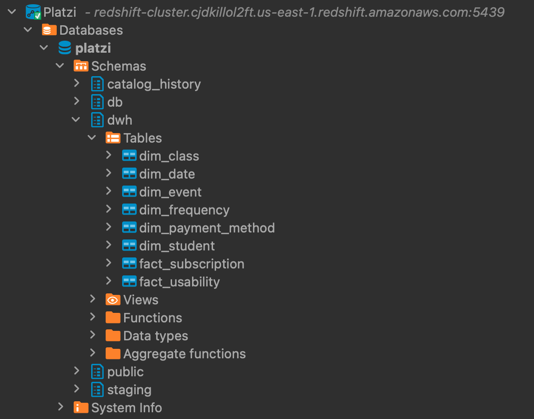 Platzi - redshift-cluster.cjdkillol2ft.us-east-1.redshift.amazonaws.com:5439
Databases
platzi
Schemas
catalog_history
db
dwh
Tables
dim_class
dim_date
dim_event
dim_frequency
dim_payment_method
dim_student
fact_subscription
fact_usability
Views
Functions
Data types
Aggregate functions
public
staging
System Info